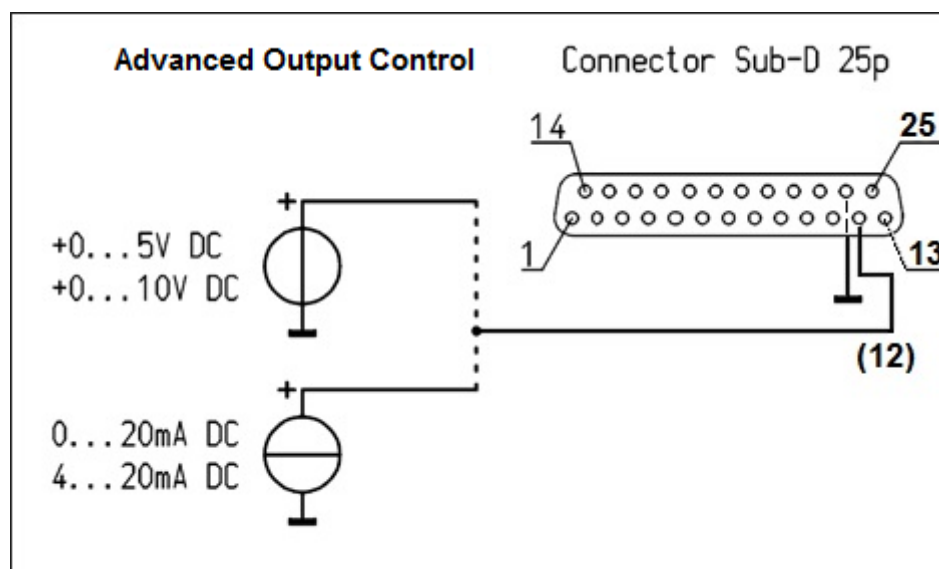 Advanced Output Control
Connector Sub-D 25p
14
25
+
+0...5V DC
+0...10V DC
1
13
(12)
+
0...20mA DC
4...20mA DC